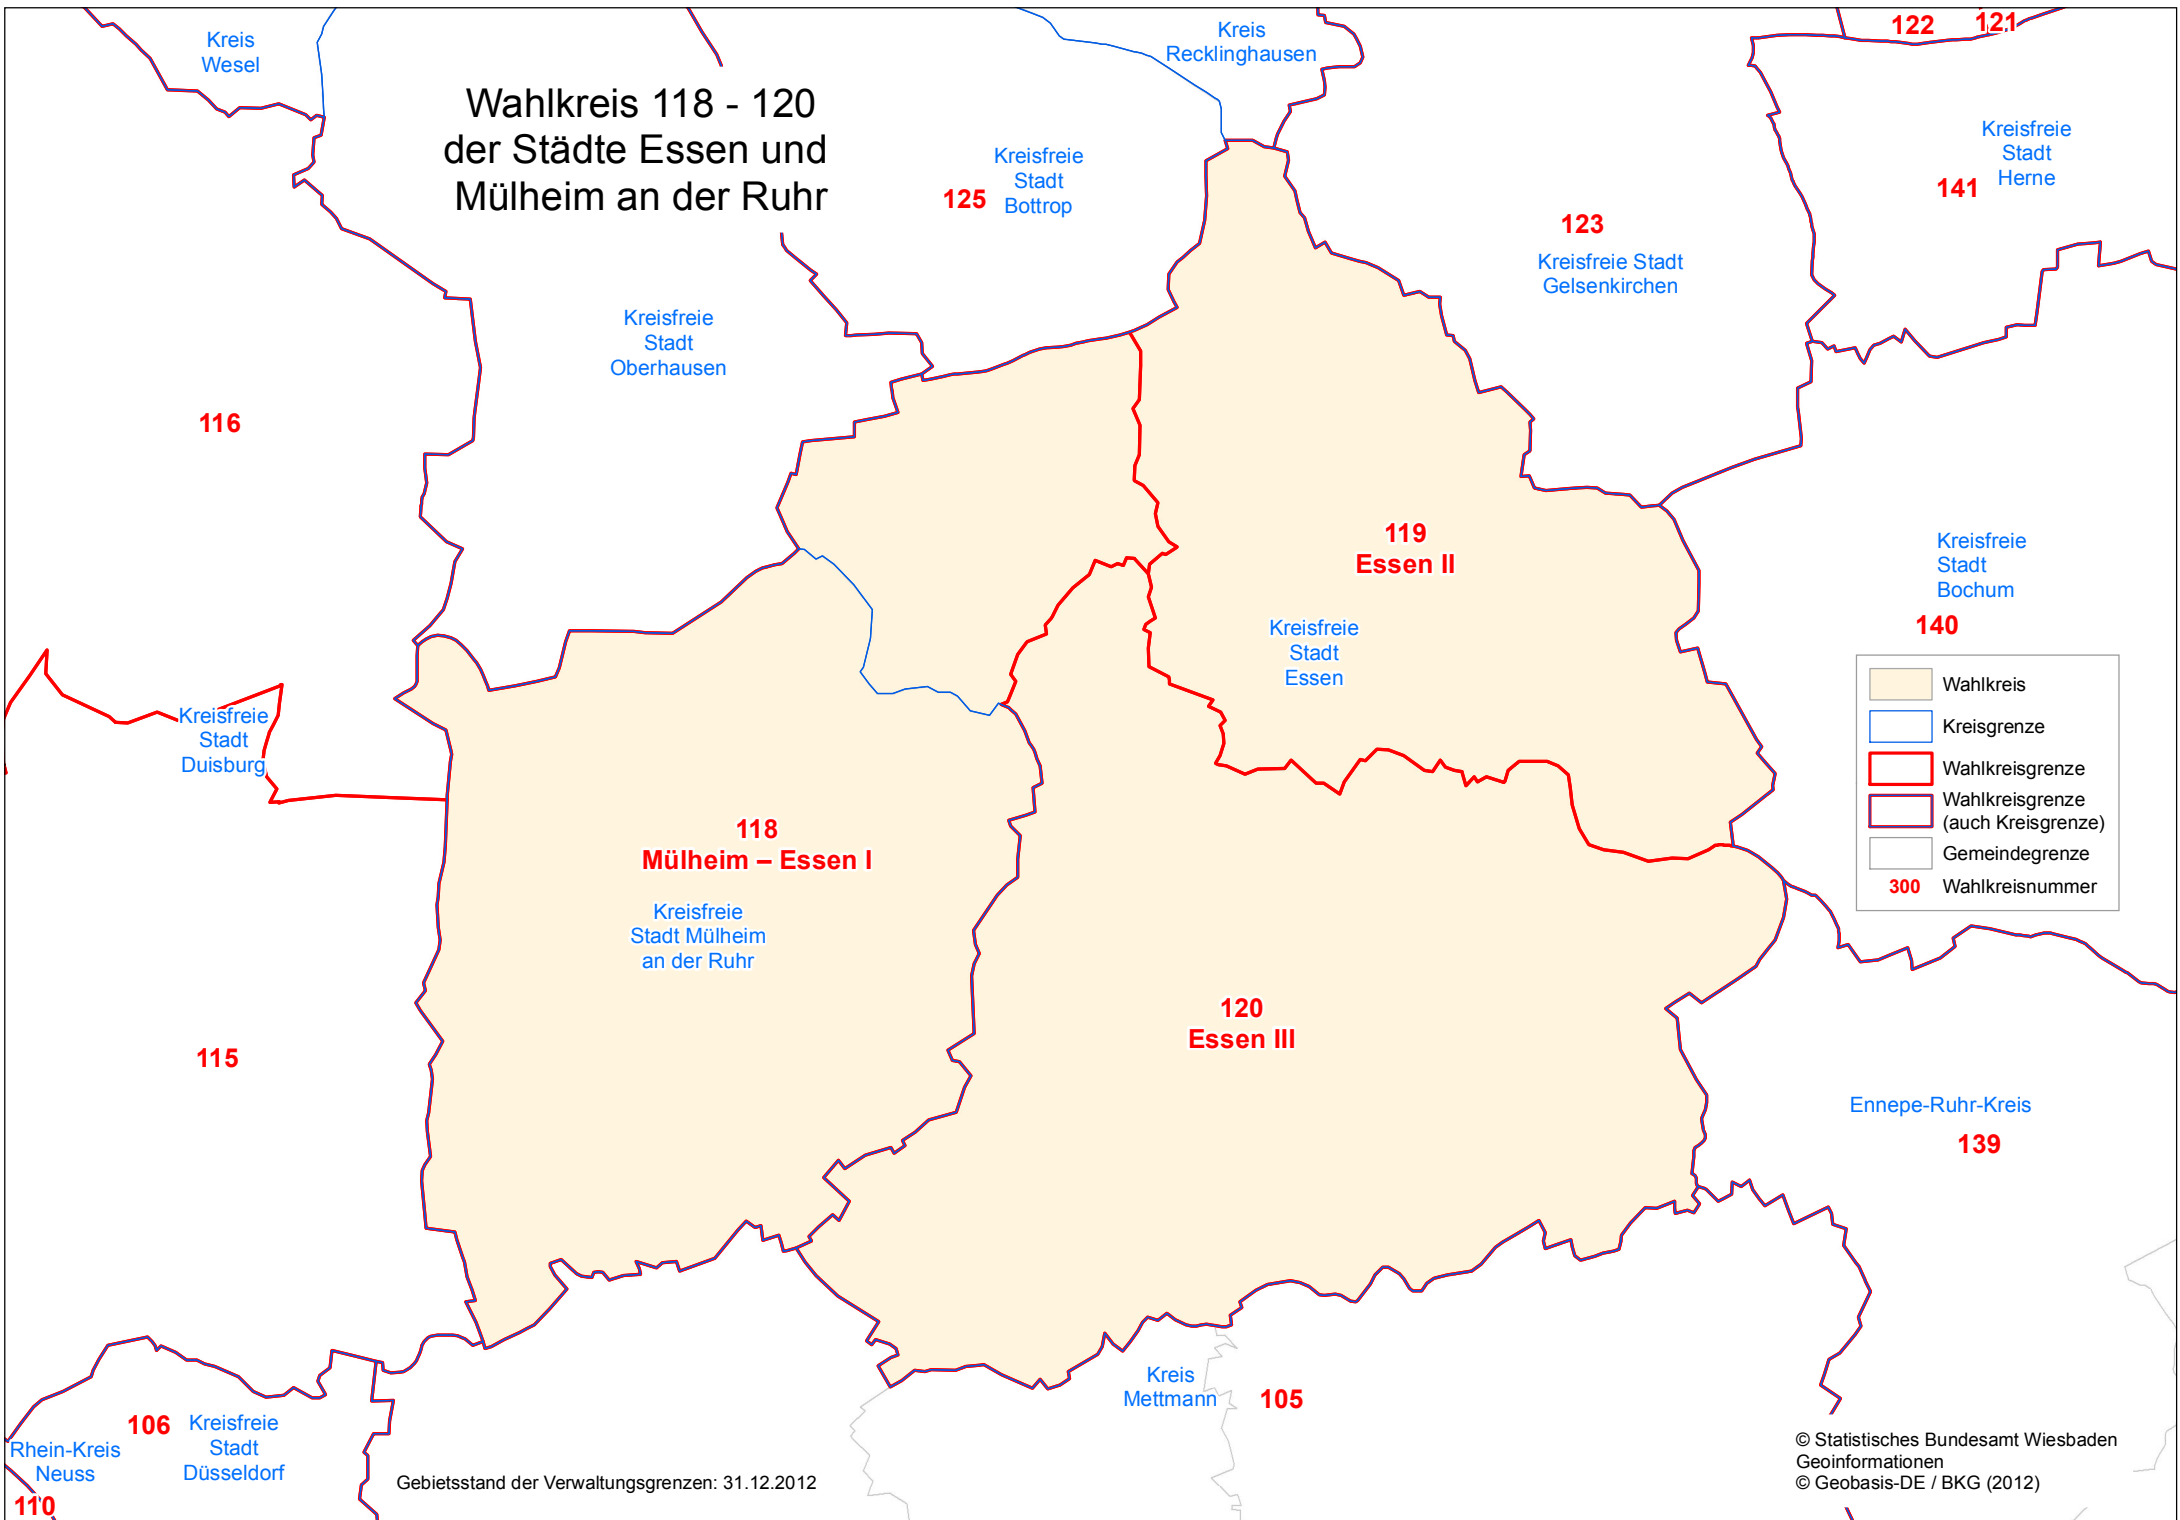 Kreis
Wesel
Wahlkreis 118 - 120
der Städte Essen und
Mülheim an der Ruhr
Kreis
Recklinghausen
122
121
Kreisfreie
Stadt
Herne
141
Kreisfreie
Stadt
Bottrop
125
123
Kreisfreie Stadt
Gelsenkirchen
Kreisfreie
Stadt
Oberhausen
116
119
Essen II
Kreisfreie
Stadt
Essen
Kreisfreie
Stadt
Bochum
140
Kreisfreie
Stadt
Duisburg
Wahlkreis
Kreisgrenze
Wahlkreisgrenze
Wahlkreisgrenze
(auch Kreisgrenze)
Gemeindegrenze
300 Wahlkreisnummer
118
Mülheim – Essen I
Kreisfreie
Stadt Mülheim
an der Ruhr
120
Essen III
115
Ennepe-Ruhr-Kreis
139
Kreis
Mettmann
105
106
Kreisfreie
Stadt
Düsseldorf
Rhein-Kreis
Neuss
110
Gebietsstand der Verwaltungsgrenzen: 31.12.2012
© Statistisches Bundesamt Wiesbaden
Geoinformationen
© Geobasis-DE / BKG (2012)